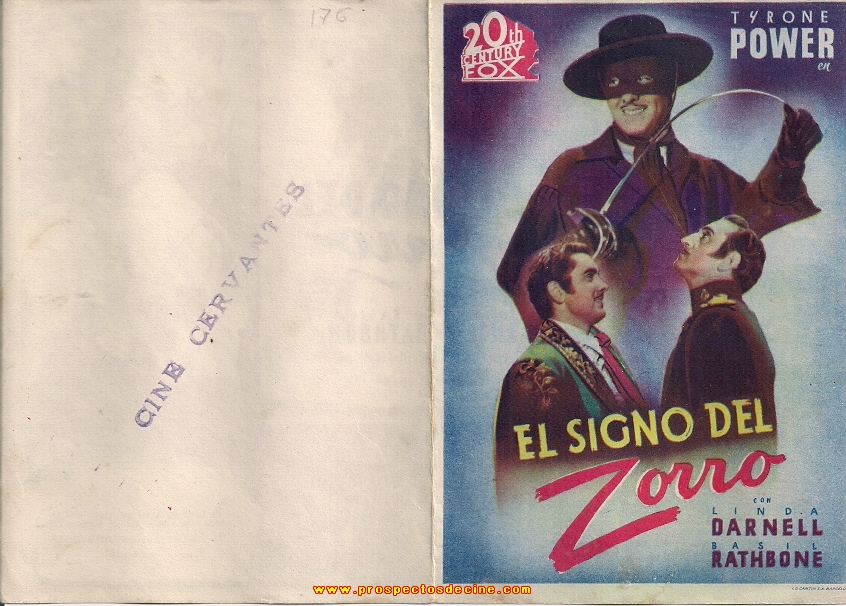 176
CINE CERVANTES
20th
CENTURY
FOX
TYRONE
POWER
en
EL SIGNO DEL
Zorro
con
LINDA
DARNELL
BASIL
RATHBONE
www.prospectosdecine.com